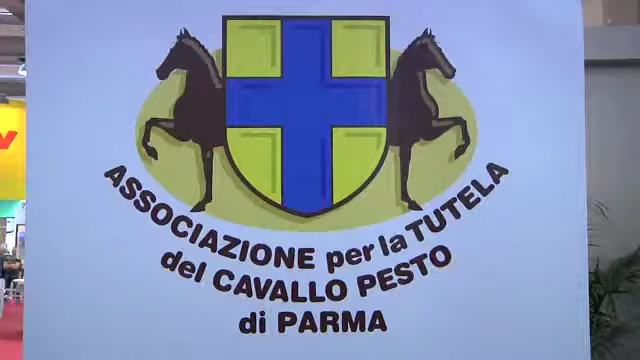 ASSOCIAZIONE per la TUTELA
del CAVALLO PESTO
di PARMA